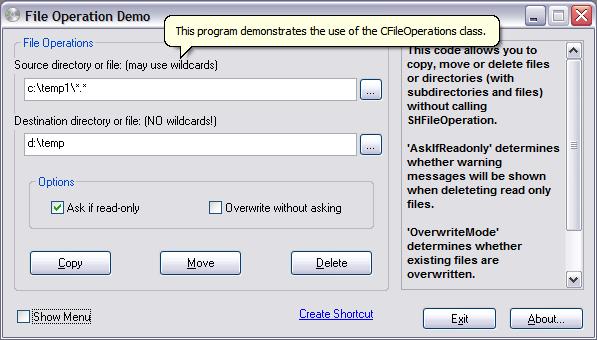 File Operation Demo
This program demonstrates the use of the CFileOperations class.
File Operations
Source directory or file: (may use wildcards)
c:\temp1\*.*
...
Destination directory or file: (NO wildcards!)
d:\temp
...
Options
Ask if read-only
Overwrite without asking
Copy
Move
Delete
This code allows you to
copy, move or delete files
or directories (with
subdirectories and files)
without calling
SHFileOperation.
'AskIfReadonly' determines
whether warning
messages will be shown
when deleteting read only
files.
'OverwriteMode'
determines whether
existing files are
overwritten.
Show Menu
Create Shortcut
Exit
About...